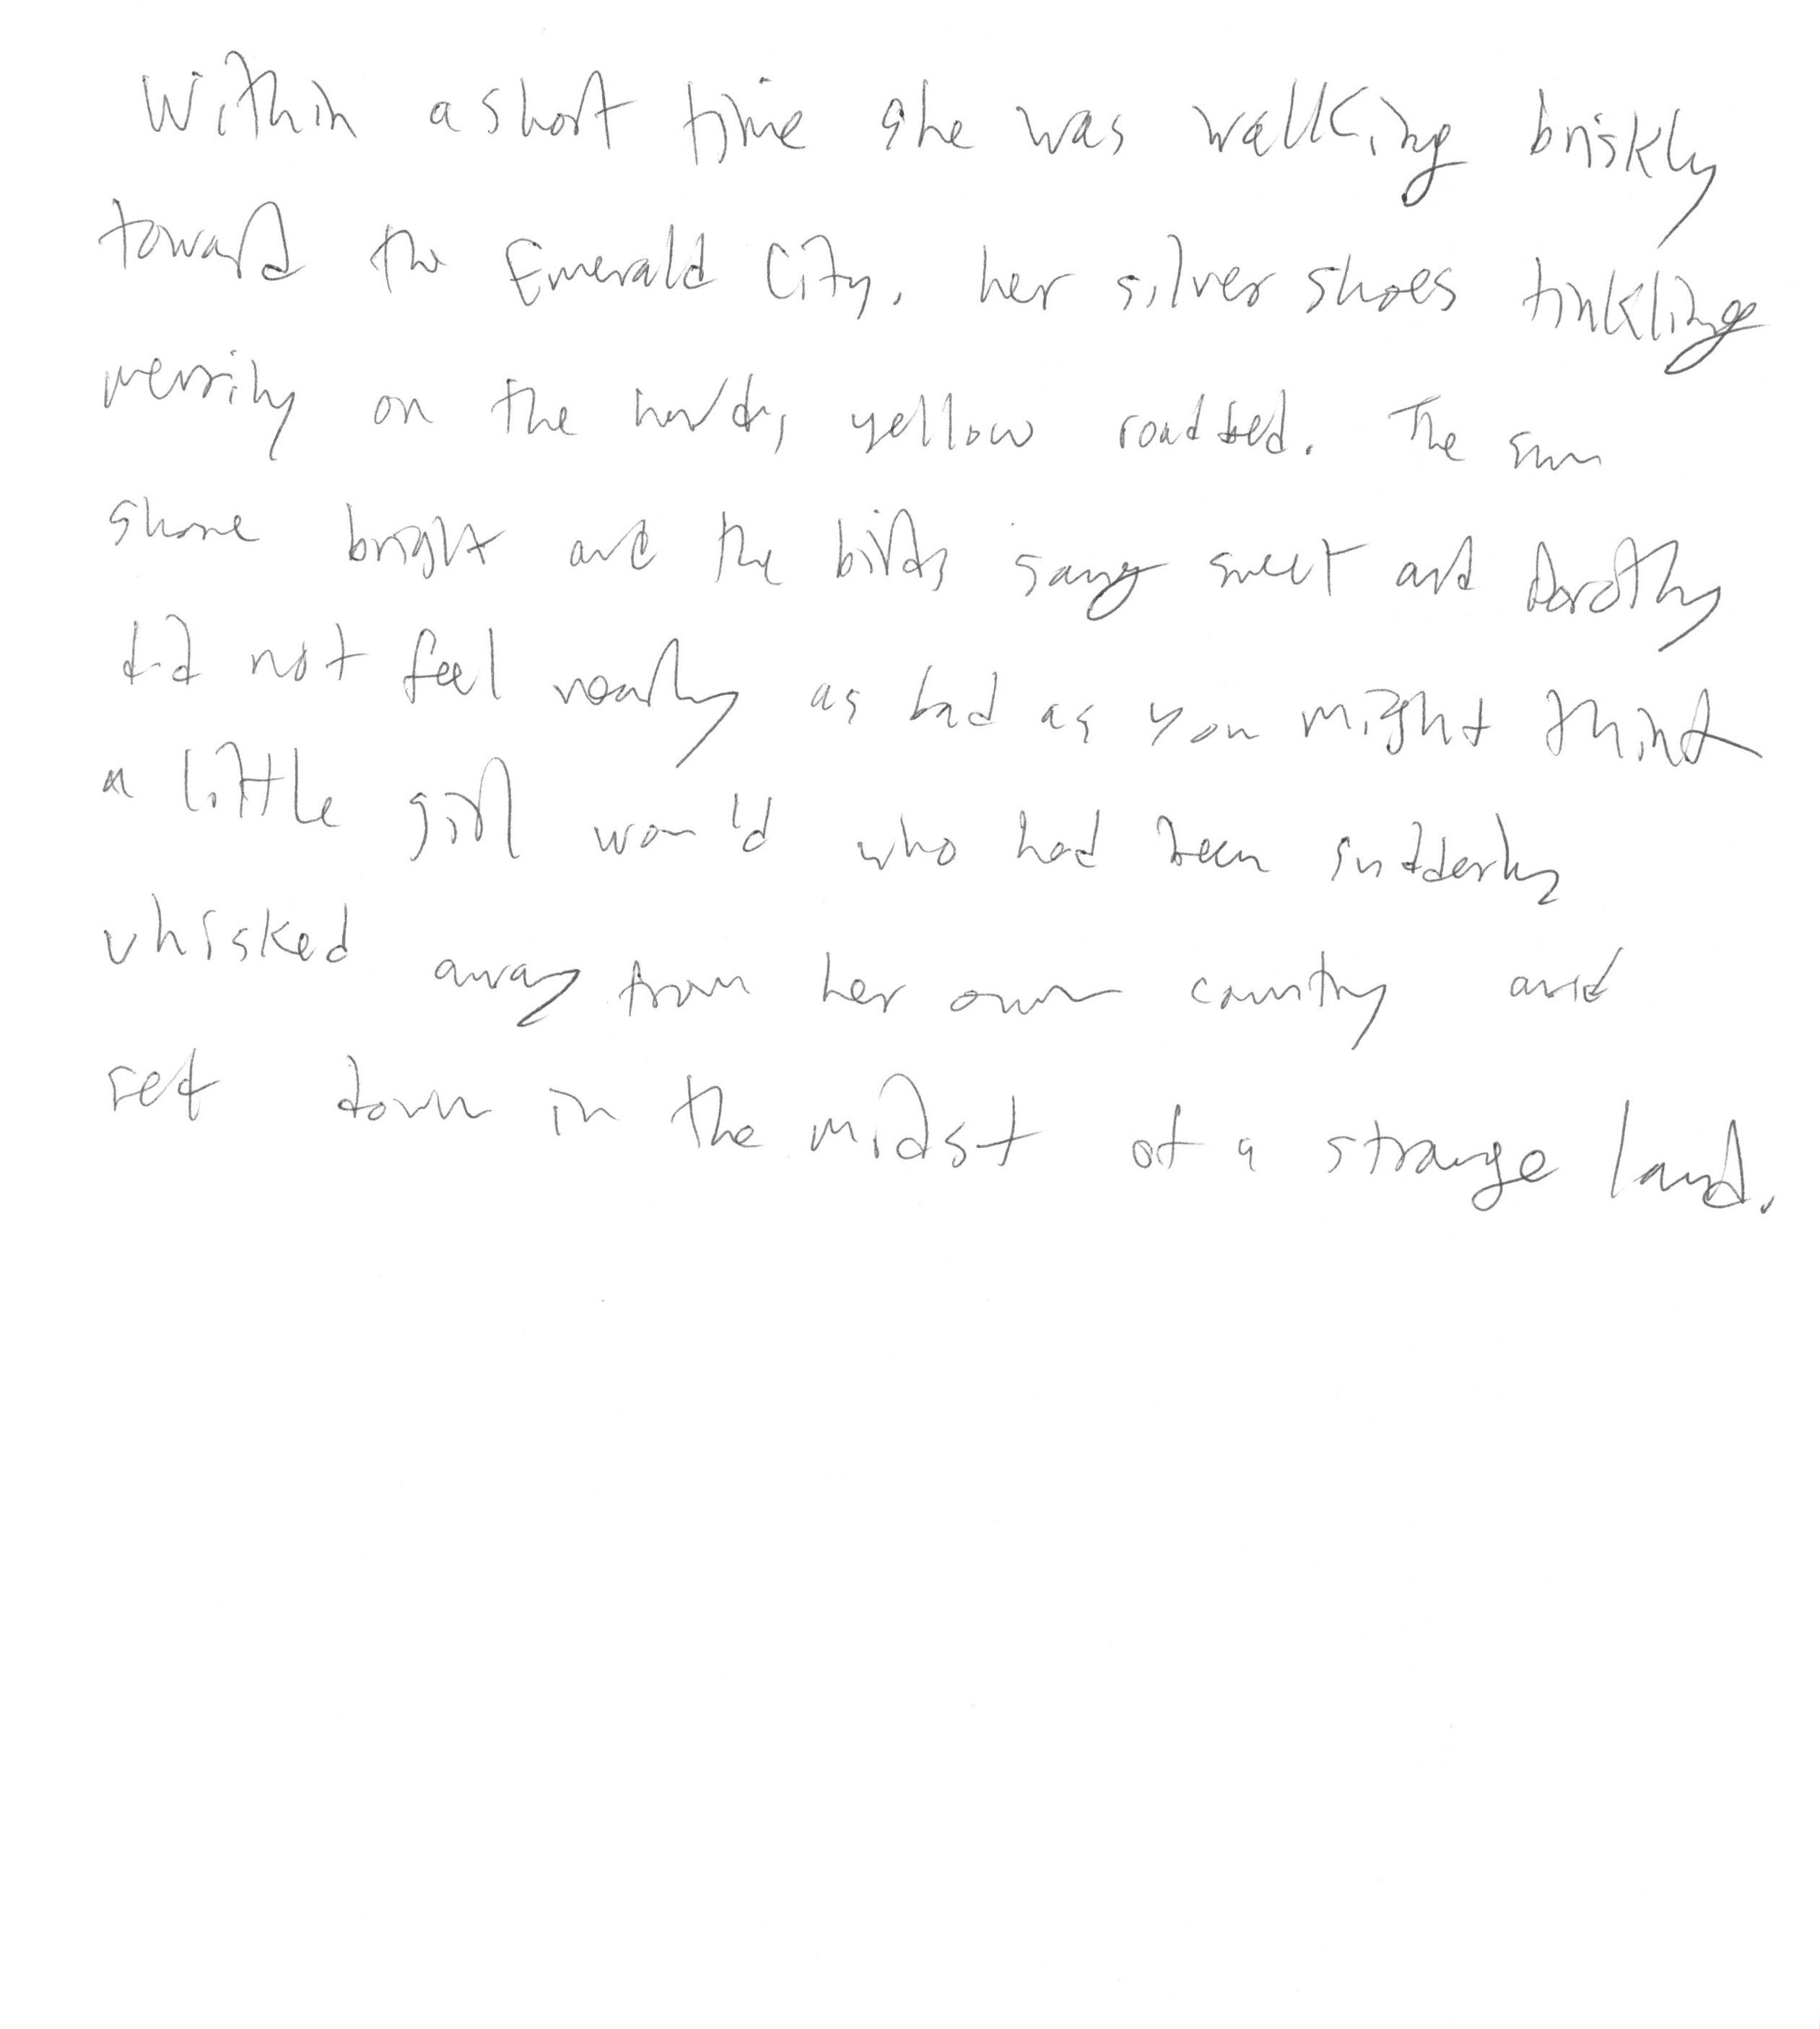 Within a short time she was walking briskly
toward the Emerald City, her silver shoes tinkling
merrily on the hard, yellow roadbed. The sun
shone bright and the birds sang sweet and Dorothy
did not feel nearly as bad as you might think
a little girl would who had been suddenly
whisked away from her own country and
set down in the midst of a strange land.